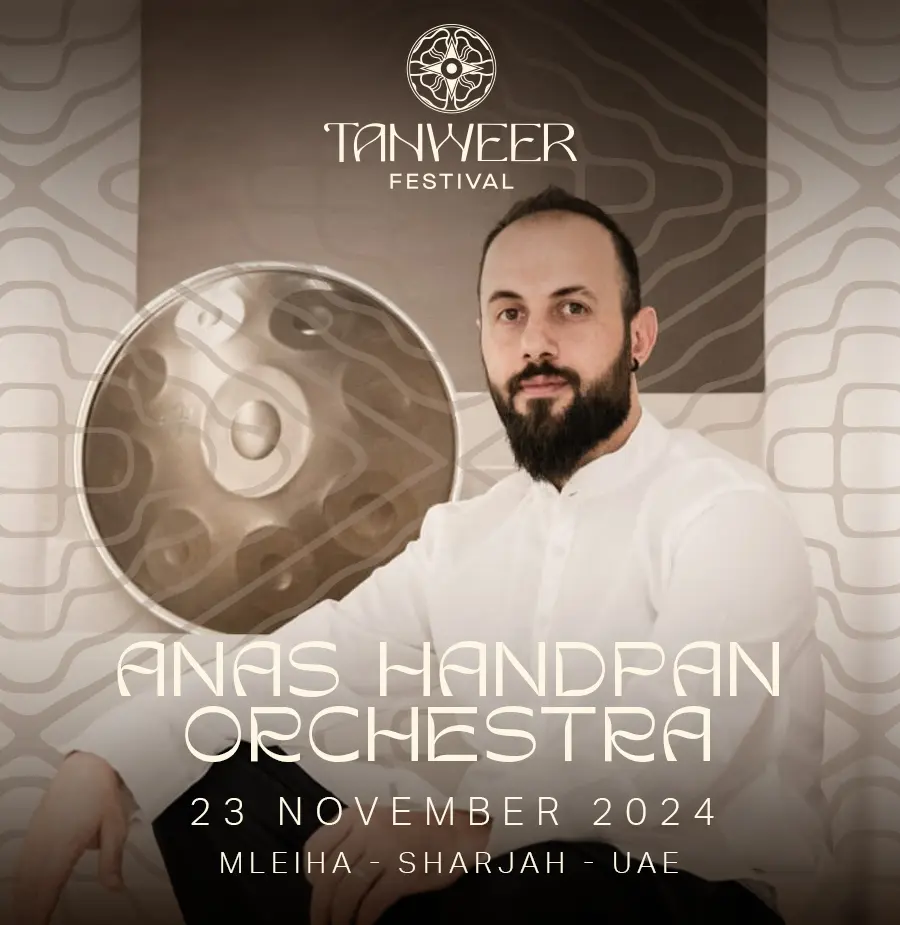 TANWEER
FESTIVAL
ANAS HANDPAN
ORCHESTRA
23 NOVEMBER 2024
MLEIHA - SHARJAH - UAE